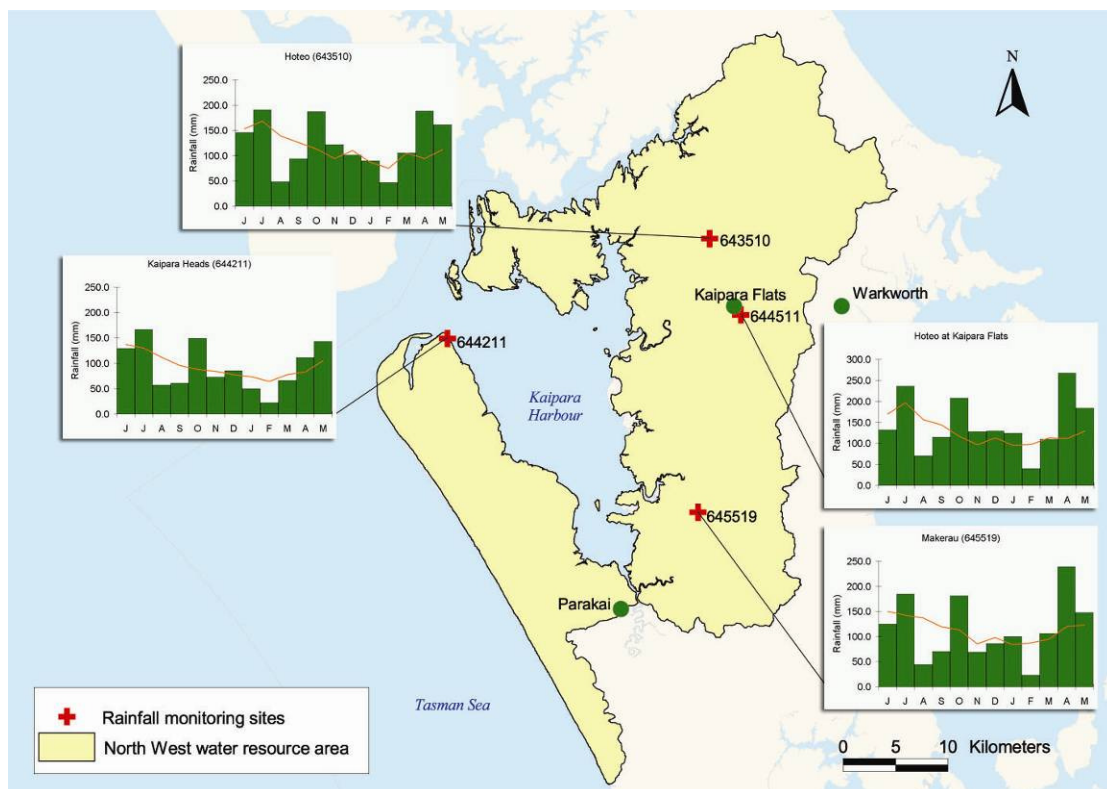 Hoteo (643510)
Rainfall (mm)
250.0
200.0
150.0
100.0
50.0
0.0
J J A S O N D J F M A M
N
Kaipara Heads (644211)
Rainfall (mm)
250.0
200.0
150.0
100.0
50.0
0.0
J J A S O N D J F M A M
643510
Kaipara Flats
Warkworth
644511
644211
Kaipara
Harbour
Hoteo at Kaipara Flats
Rainfall (mm)
300.0
250.0
200.0
150.0
100.0
50.0
0.0
J J A S O N D J F M A M
645519
Makerau (645519)
Rainfall (mm)
250.0
200.0
150.0
100.0
50.0
0.0
J J A S O N D J F M A M
Parakai
Tasman Sea
Rainfall monitoring sites
North West water resource area
0 5 10 Kilometers